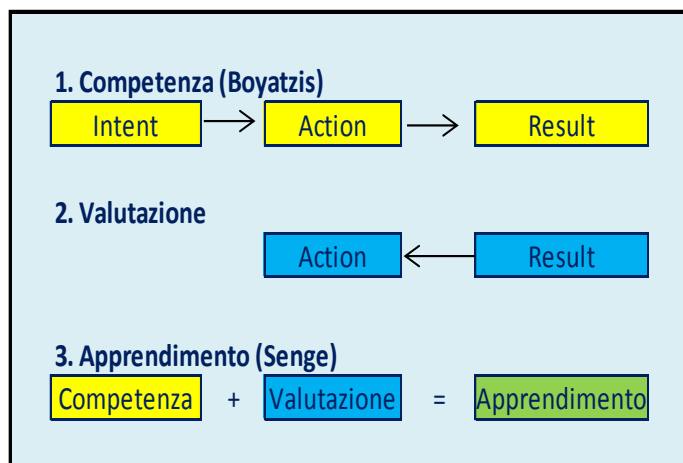 1. Competenza (Boyatzis)
Intent Action Result
2. Valutazione
Action Result
3. Apprendimento (Senge)
Competenza + Valutazione = Apprendimento